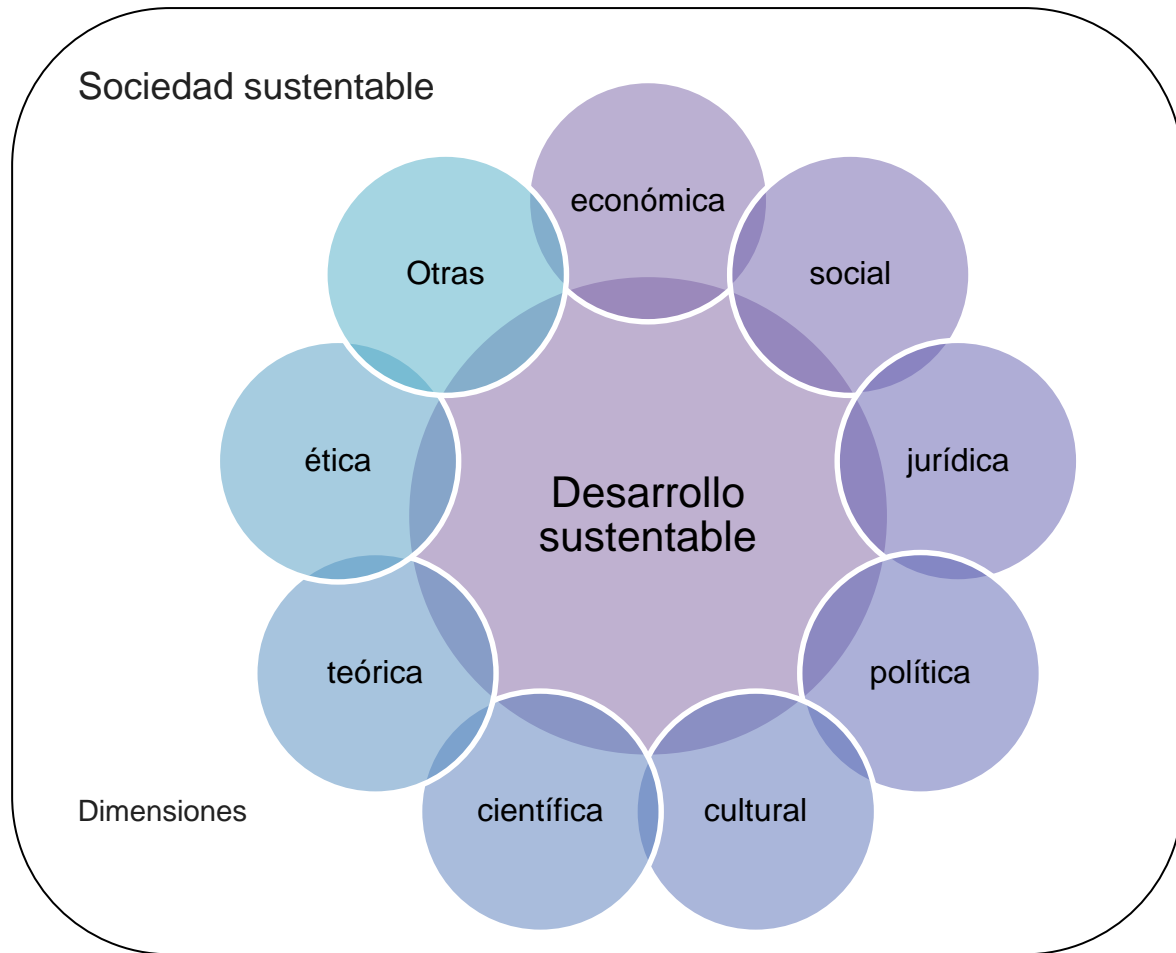 Sociedad sustentable
económica
Otras
social
ética
jurídica
Desarrollo
sustentable
teórica
política
Dimensiones
científica
cultural